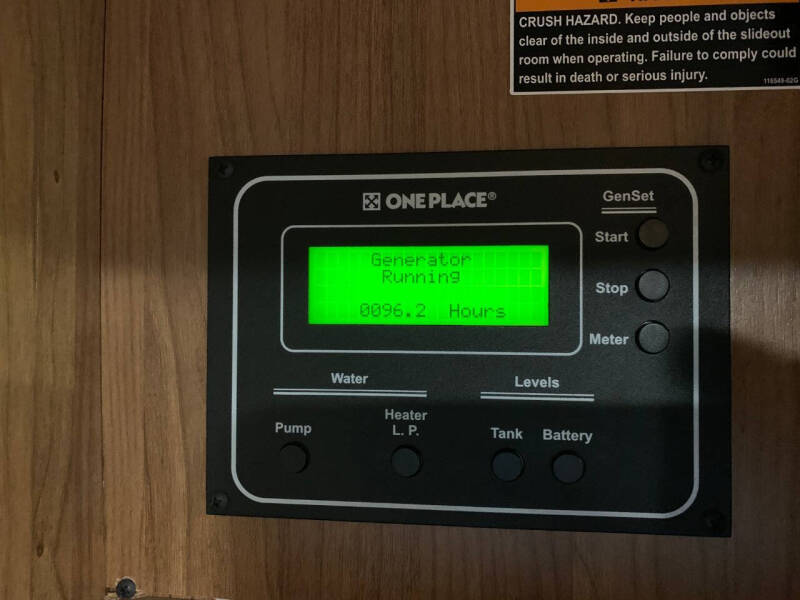 CRUSH HAZARD. Keep people and objects
clear of the inside and outside of the slideout
room when operating. Failure to comply could
result in death or serious injury.
116549-02G
ONE PLACE®
GenSet
Start
Stop
Meter
Generator
Running
0096.2 Hours
Water
Levels
Pump
Heater
L. P.
Tank
Battery